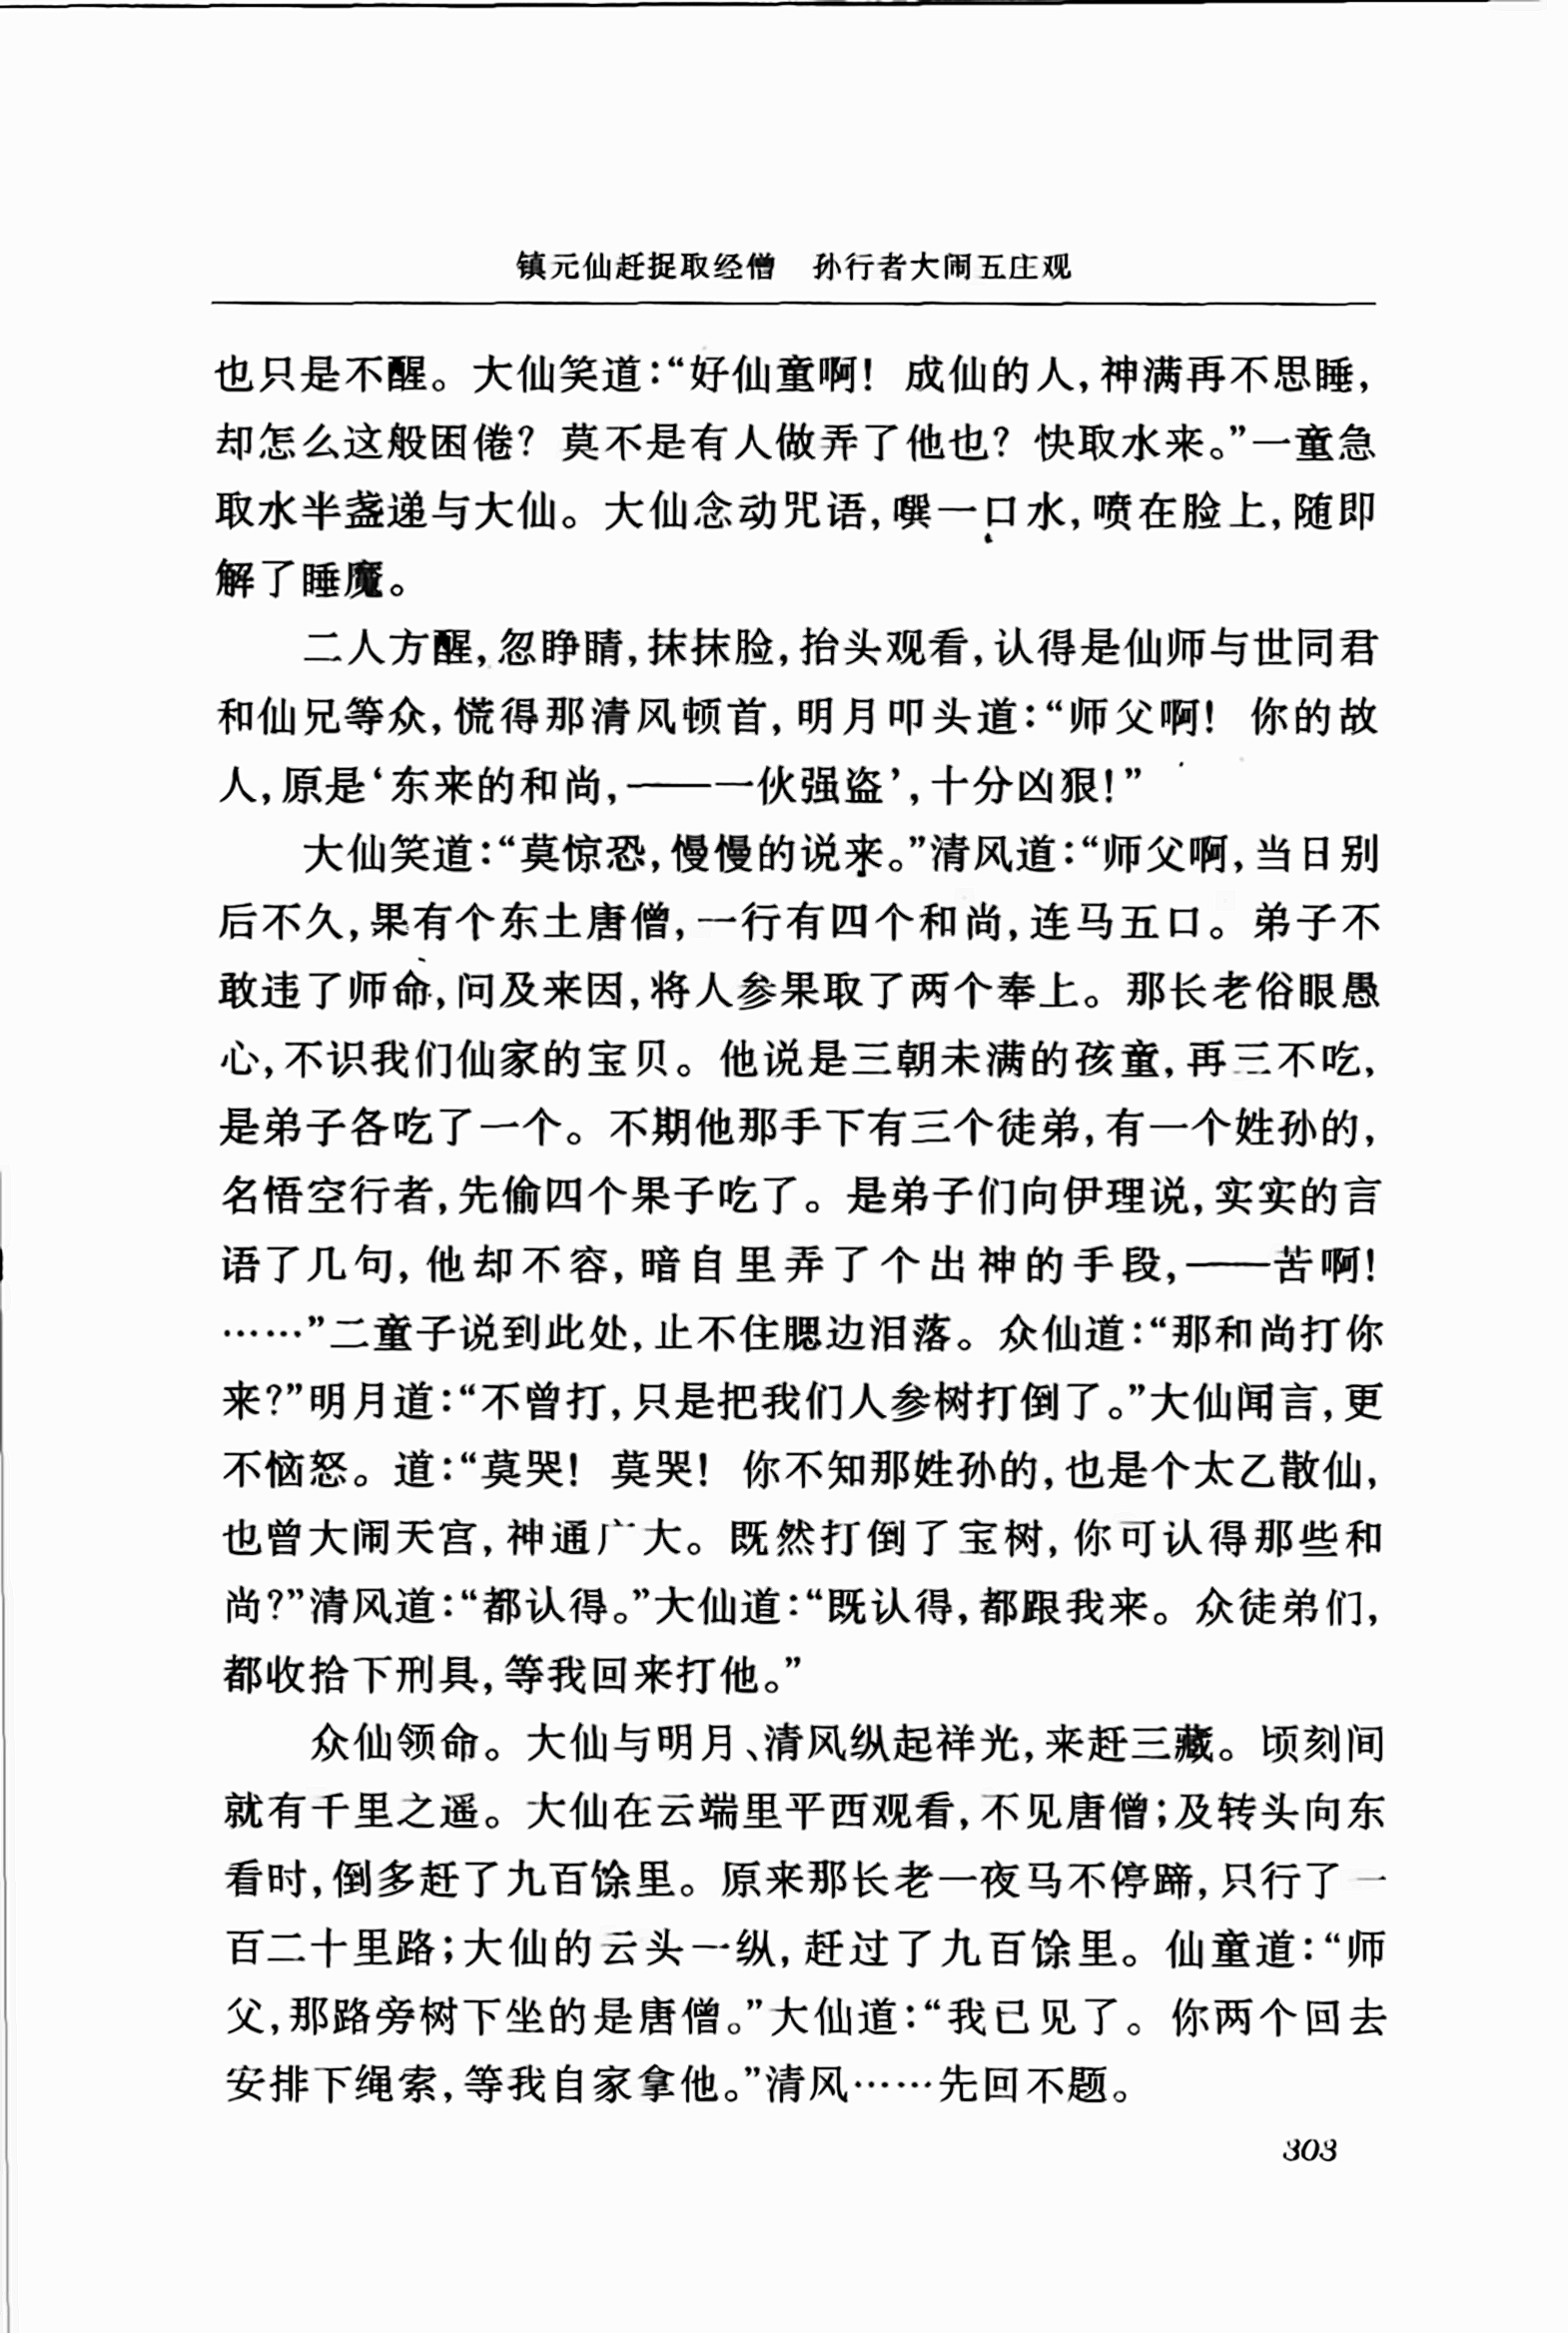 镇元仙赶捉取经僧　孙行者大闹五庄观
也只是不醒。大仙笑道：“好仙童啊！成仙的人，神满再不思睡，
却怎么这般困倦？莫不是有人做弄了他也？快取水来。”一童急
取水半盏递与大仙。大仙念动咒语，噀一口水，喷在脸上，随即
解了睡魔。
二人方醒，忽睁睛，抹抹脸，抬头观看，认得是仙师与世同君
和仙兄等众，慌得那清风顿首，明月叩头道：“师父啊！你的故
人，原是‘东来的和尚，——一伙强盗’，十分凶狠！”
大仙笑道：“莫惊恐，慢慢的说来。”清风道：“师父啊，当日别
后不久，果有个东土唐僧，一行有四个和尚，连马五口。弟子不
敢违了师命，问及来因，将人参果取了两个奉上。那长老俗眼愚
心，不识我们仙家的宝贝。他说是三朝未满的孩童，再三不吃，
是弟子各吃了一个。不期他那手下有三个徒弟，有一个姓孙的，
名悟空行者，先偷四个果子吃了。是弟子们向伊理说，实实的言
语了几句，他却不容，暗自里弄了个出神的手段，——苦啊！
……”二童子说到此处，止不住腮边泪落。众仙道：“那和尚打你
来？”明月道：“不曾打，只是把我们人参树打倒了。”大仙闻言，更
不恼怒。道：“莫哭！莫哭！你不知那姓孙的，也是个太乙散仙，
也曾大闹天宫，神通广大。既然打倒了宝树，你可认得那些和
尚？”清风道：“都认得。”大仙道：“既认得，都跟我来。众徒弟们，
都收拾下刑具，等我回来打他。”
众仙领命。大仙与明月、清风纵起祥光，来赶三藏。顷刻间
就有千里之遥。大仙在云端里平西观看，不见唐僧；及转头向东
看时，倒多赶了九百馀里。原来那长老一夜马不停蹄，只行了一
百二十里路；大仙的云头一纵，赶过了九百馀里。仙童道：“师
父，那路旁树下坐的是唐僧。”大仙道：“我已见了。你两个回去
安排下绳索，等我自家拿他。”清风……先回不题。
303